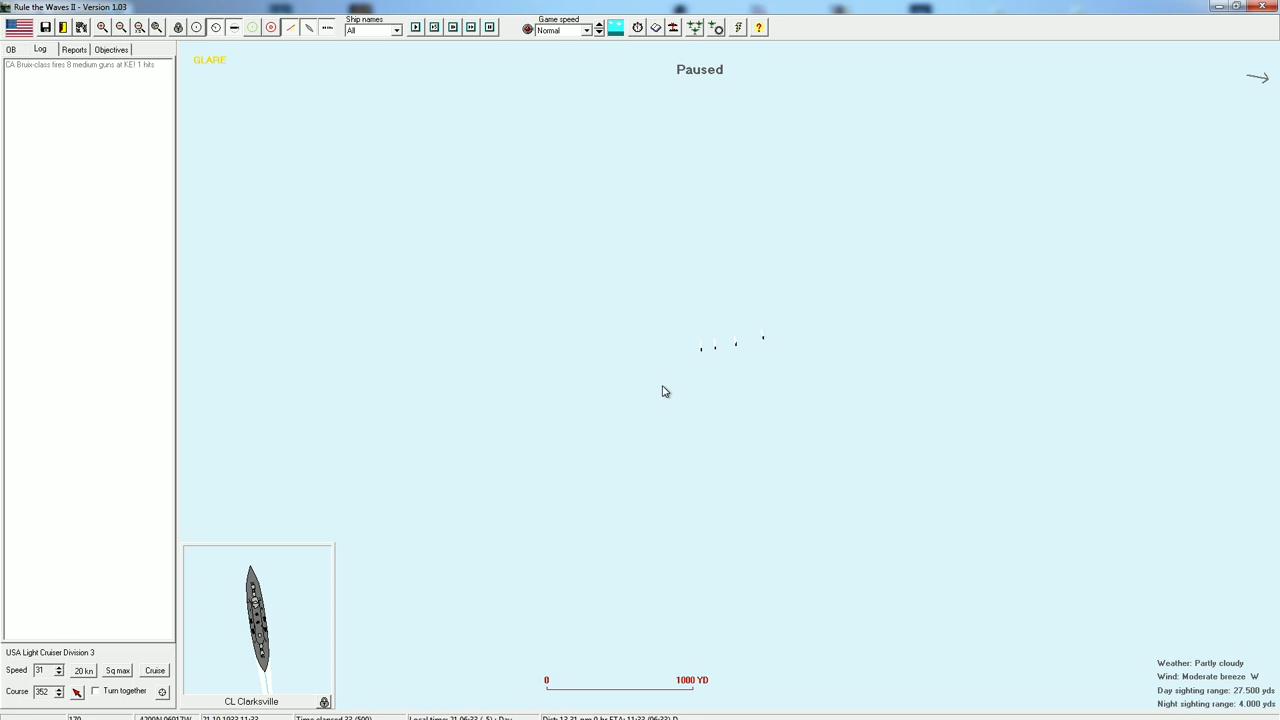 Rule the Waves II - Version 1.03
Ship names
All
Game speed
Normal
OB Log Reports Objectives
CA Bruix-class fires 8 medium guns at KE! 1 hits
GLARE
Paused
USA Light Cruiser Division 3
Speed 31 20 kn Sq max Cruise
Course 352 Turn together
CL Clarksville
0 1000 YD
Weather: Partly cloudy
Wind: Moderate breeze W
Day sighting range: 27.500 yds
Night sighting range: 4.000 yds